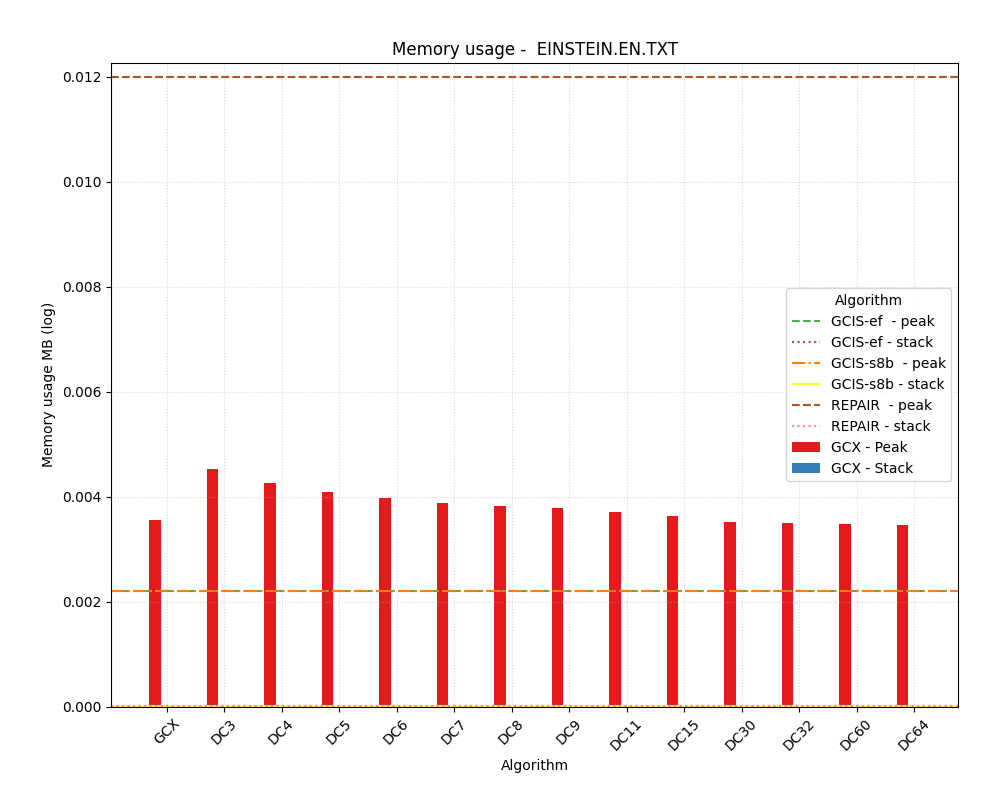 Memory usage -  EINSTEIN.EN.TXT
Memory usage MB (log)
0.012
0.010
0.008
0.006
0.004
0.002
0.000
Algorithm
GCIS-ef  - peak
GCIS-ef - stack
GCIS-s8b  - peak
GCIS-s8b - stack
REPAIR  - peak
REPAIR - stack
GCX - Peak
GCX - Stack
GCX
DC3
DC4
DC5
DC6
DC7
DC8
DC9
DC11
DC15
DC30
DC32
DC60
DC64
Algorithm